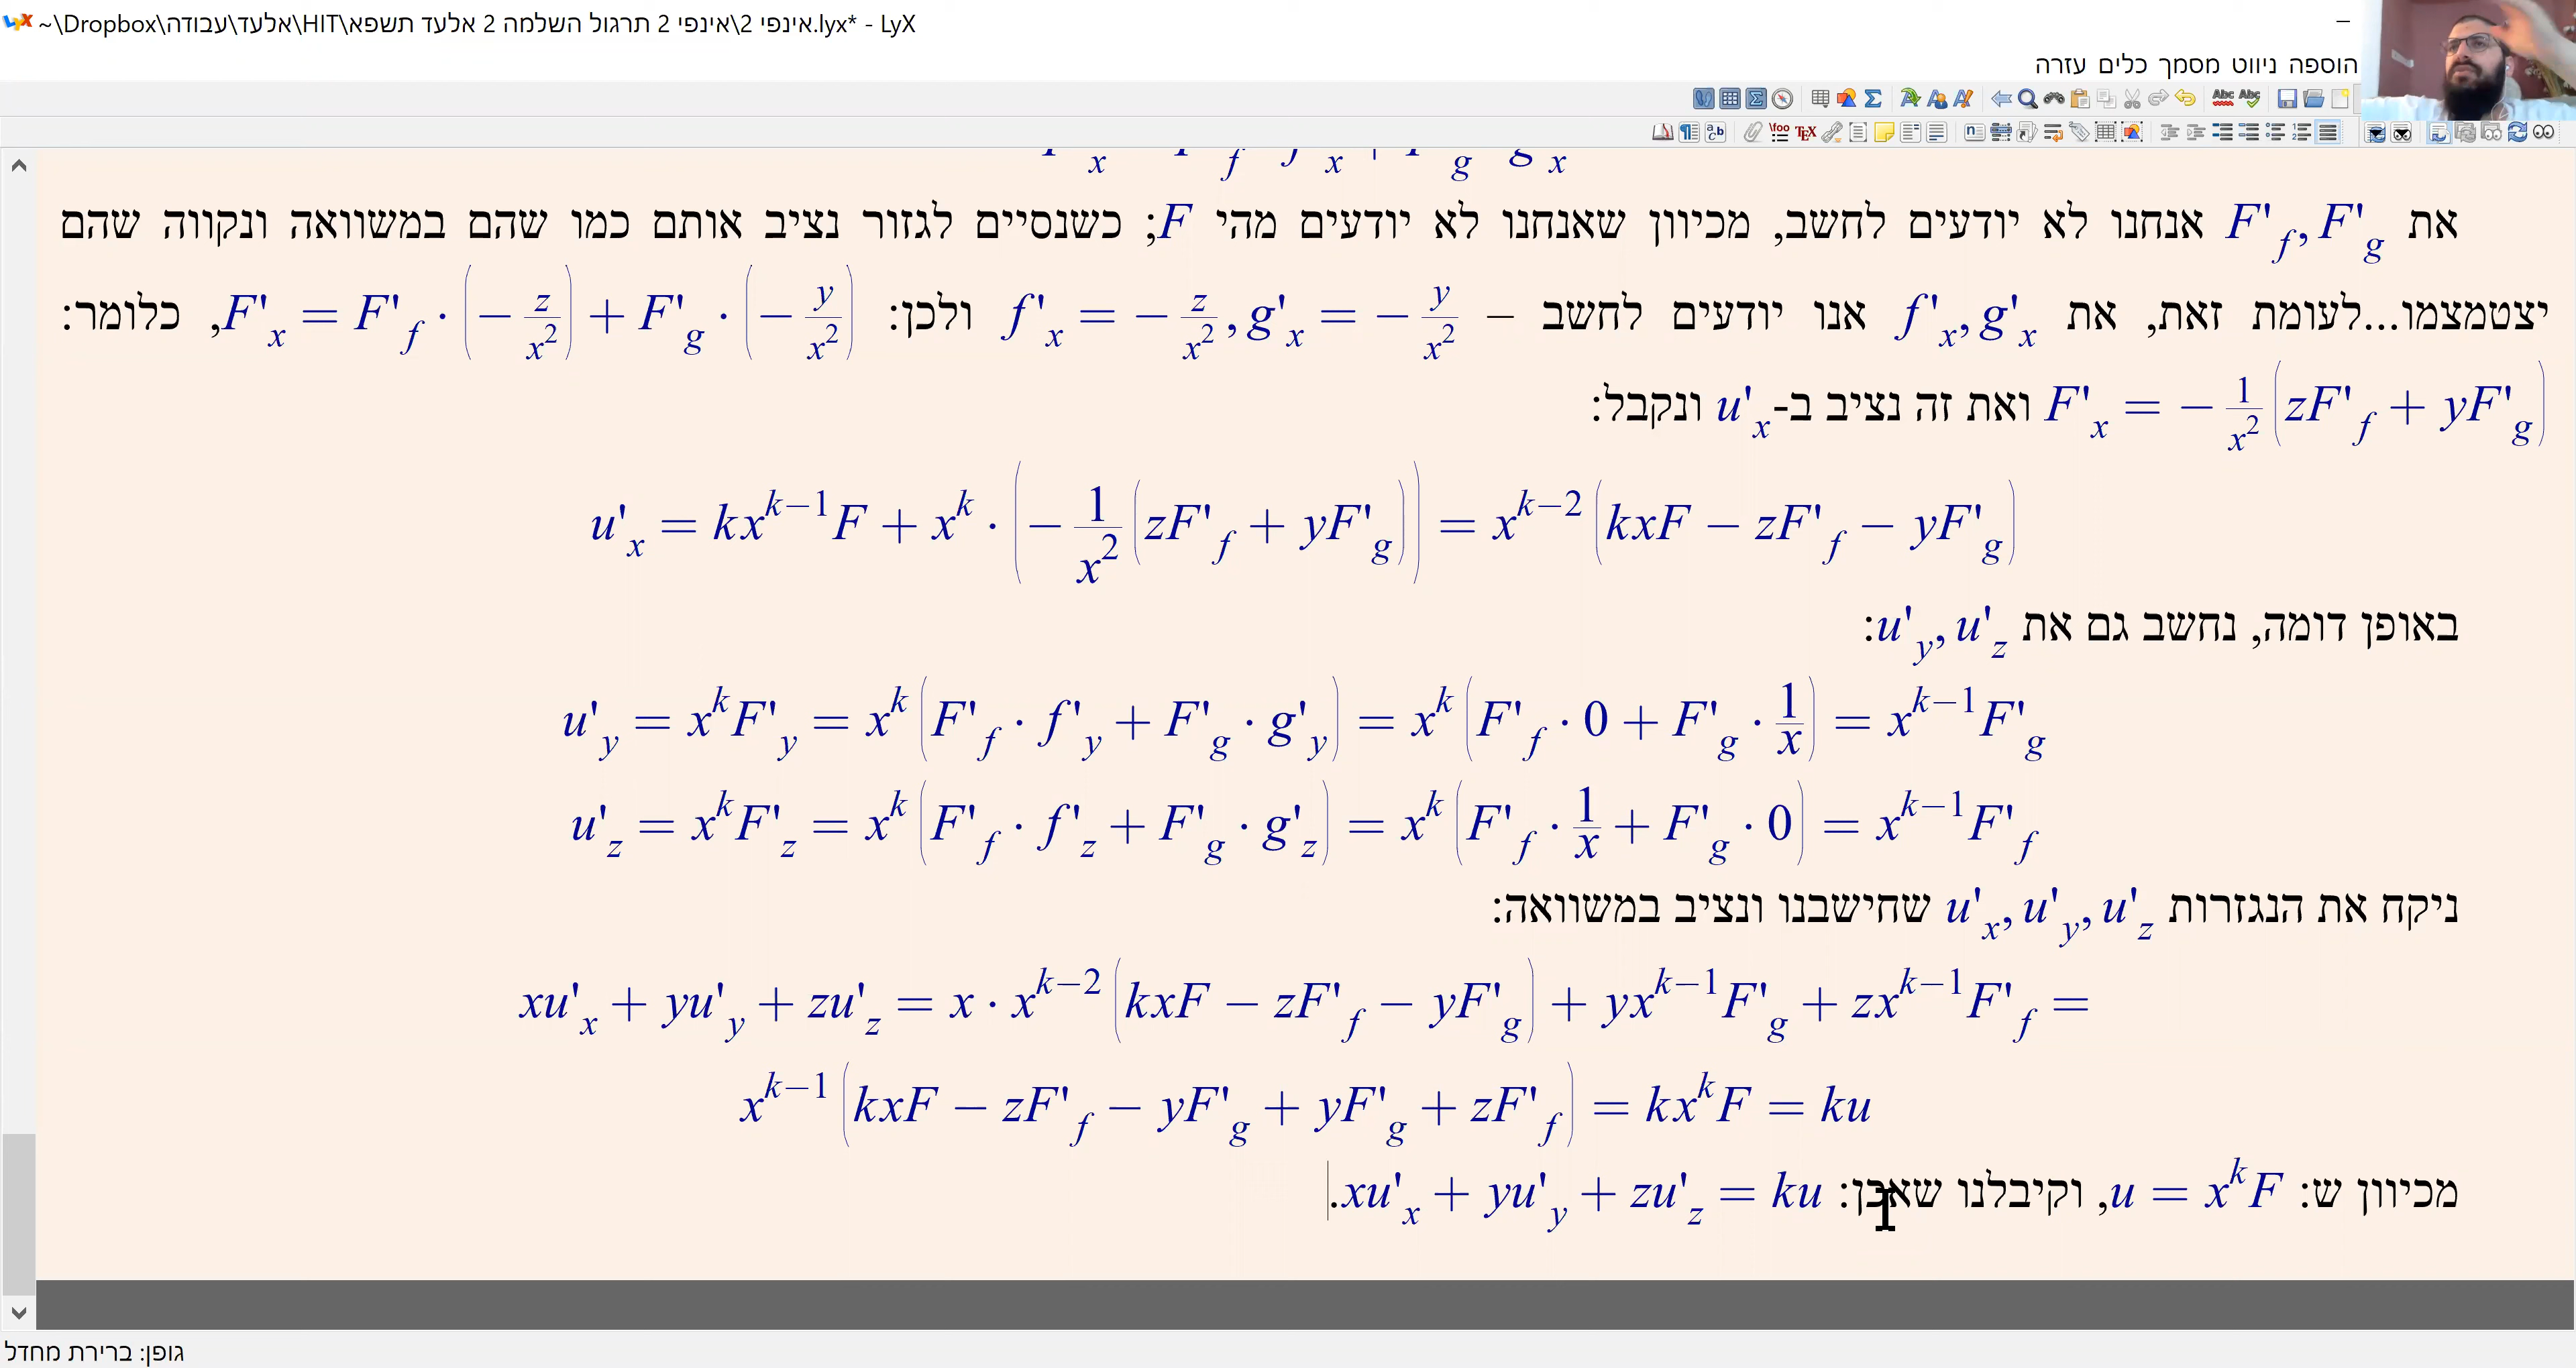 ~\Dropbox\אינפי 2\אינפי 2 תרגול השלמה 2 אלעד תשפא\HIT\אלעד\עבודה.lyx* - LyX
הוספה ניווט מסמך כלים עזרה
את F'_f, F'_g אנחנו לא יודעים לחשב, מכיוון שאנחנו לא יודעים מהי F; כשנסיים לגזור נציב אותם כמו שהם במשוואה ונקווה שהם
יצטמצמו...לעומת זאת, את f'_x, g'_x אנו יודעים לחשב – f'_x = −z/x², g'_x = −y/x² ולכן: F'_x = F'_f · (−z/x²) + F'_g · (−y/x²), כלומר:
F'_x = −1/x² (zF'_f + yF'_g) ואת זה נציב ב-u'_x ונקבל:
u'_x = kx^{k−1}F + x^k · (−1/x² (zF'_f + yF'_g)) = x^{k−2} (kxF − zF'_f − yF'_g)
באופן דומה, נחשב גם את u'_y, u'_z:
u'_y = x^k F'_y = x^k (F'_f · f'_y + F'_g · g'_y) = x^k (F'_f · 0 + F'_g · 1/x) = x^{k−1}F'_g
u'_z = x^k F'_z = x^k (F'_f · f'_z + F'_g · g'_z) = x^k (F'_f · 1/x + F'_g · 0) = x^{k−1}F'_f
ניקח את הנגזרות u'_x, u'_y, u'_z שחישבנו ונציב במשוואה:
xu'_x + yu'_y + zu'_z = x · x^{k−2} (kxF − zF'_f − yF'_g) + yx^{k−1}F'_g + zx^{k−1}F'_f =
x^{k−1} (kxF − zF'_f − yF'_g + yF'_g + zF'_f) = kx^k F = ku
מכיוון ש: u = x^k F, וקיבלנו שאכן: xu'_x + yu'_y + zu'_z = ku.
גופן: ברירת מחדל